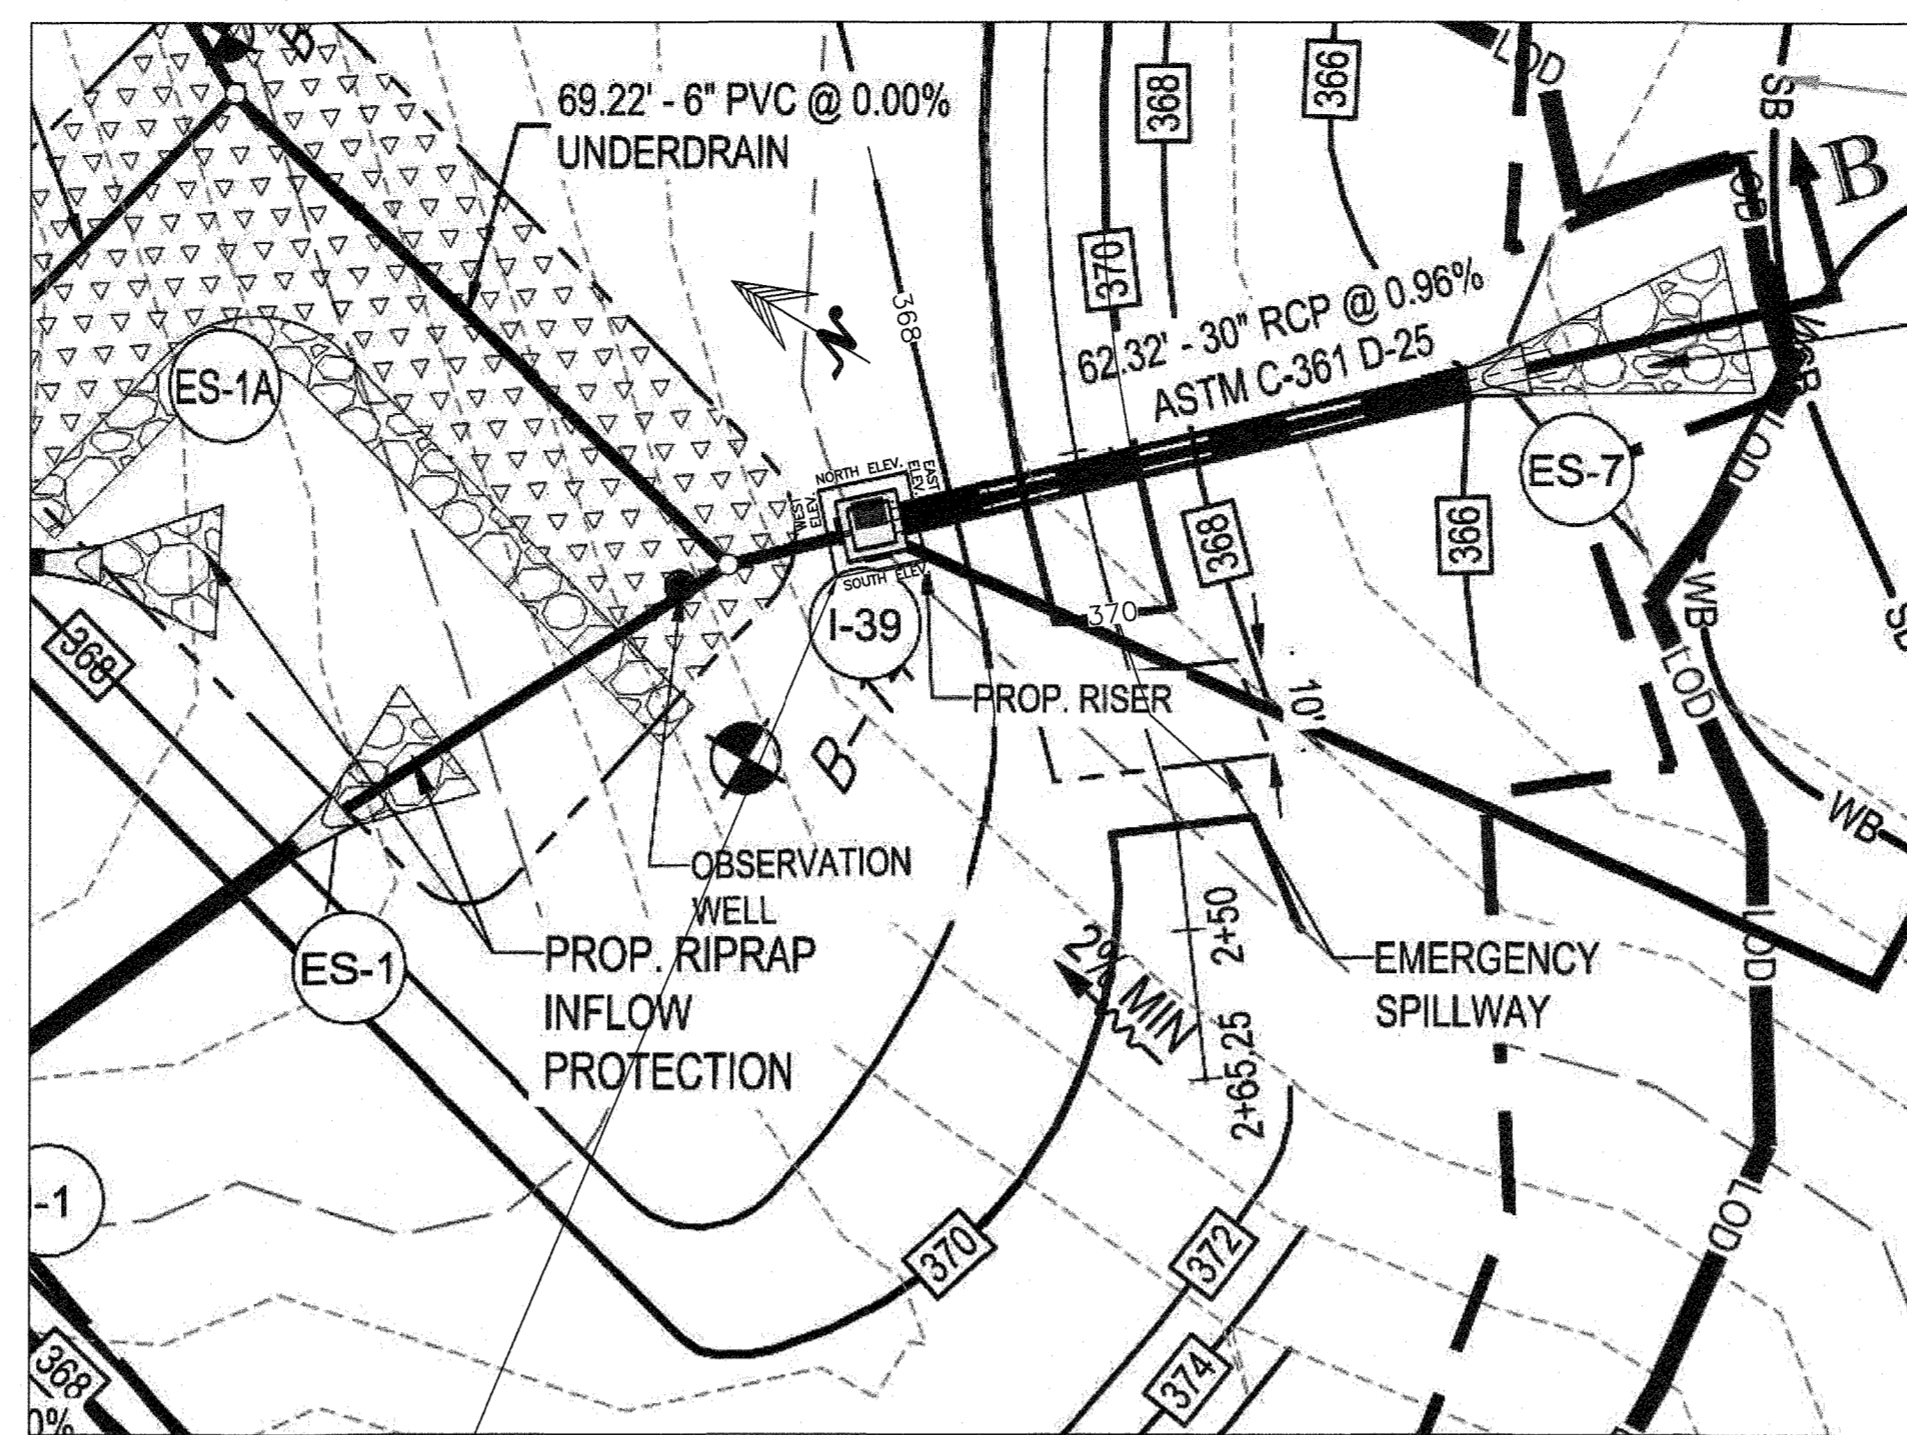 B
69.22' - 6" PVC @ 0.00%
UNDERDRAIN
368
366
LOD
SB
B
LOD
370
N
368
62.32' - 30" RCP @ 0.96%
ASTM C-361 D-25
ES-1A
NORTH ELEV.
EAST ELEV.
WEST ELEV.
SOUTH ELEV.
ES-7
LOD
368
366
I-39
370
WB
368
LOD
PROP. RISER
10'
B
WB
OBSERVATION
WELL
ES-1
PROP. RIPRAP
INFLOW
PROTECTION
2% MIN
2+50
2+65.25
EMERGENCY
SPILLWAY
LOD
-1
LOD
370
372
374
368
0%